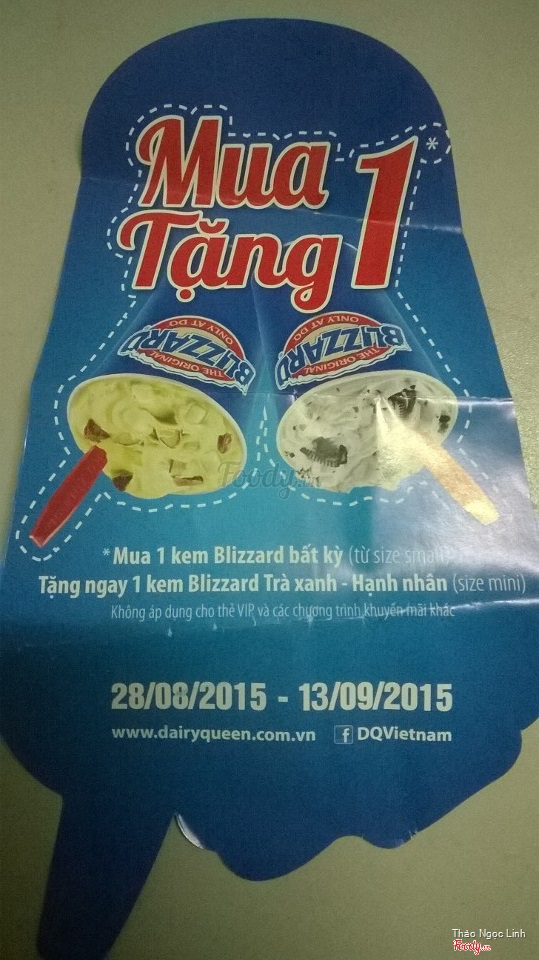 Mua 1*
Tặng
THE ORIGINAL
BLIZZARD
ONLY AT DQ
THE ORIGINAL
BLIZZARD
ONLY AT DQ
Foody.vn
*Mua 1 kem Blizzard bất kỳ (từ size small
Tặng ngay 1 kem Blizzard Trà xanh - Hạnh nhân (size mini)
Không áp dụng cho thẻ VIP và các chương trình khuyến mãi khác
28/08/2015 - 13/09/2015
www.dairyqueen.com.vn f DQVietnam
Thảo Ngọc Linh
Foody.vn